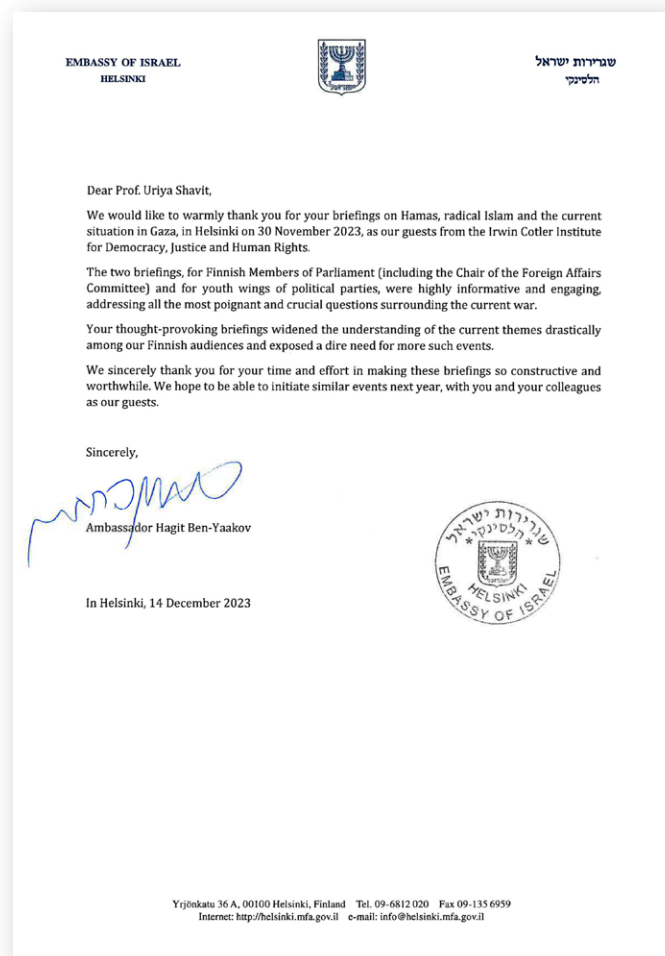 EMBASSY OF ISRAEL
HELSINKI
שגרירות ישראל
הלסינקי
Dear Prof. Uriya Shavit,
We would like to warmly thank you for your briefings on Hamas, radical Islam and the current
situation in Gaza, in Helsinki on 30 November 2023, as our guests from the Irwin Cotler Institute
for Democracy, Justice and Human Rights.
The two briefings, for Finnish Members of Parliament (including the Chair of the Foreign Affairs
Committee) and for youth wings of political parties, were highly informative and engaging,
addressing all the most poignant and crucial questions surrounding the current war.
Your thought-provoking briefings widened the understanding of the current themes drastically
among our Finnish audiences and exposed a dire need for more such events.
We sincerely thank you for your time and effort in making these briefings so constructive and
worthwhile. We hope to be able to initiate similar events next year, with you and your colleagues
as our guests.
Sincerely,
Ambassador Hagit Ben-Yaakov
שגרירות ישראל
*הלסינקי*
HELSINKI
EMBASSY OF ISRAEL
In Helsinki, 14 December 2023
Yrjönkatu 36 A, 00100 Helsinki, Finland Tel. 09-6812 020 Fax 09-135 6959
Internet: http://helsinki.mfa.gov.il e-mail: info@helsinki.mfa.gov.il